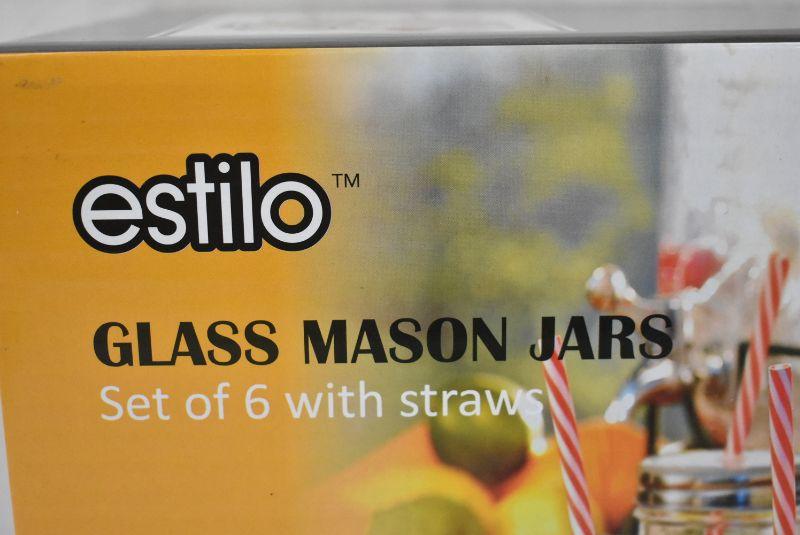 estilo™
GLASS MASON JARS
Set of 6 with straws